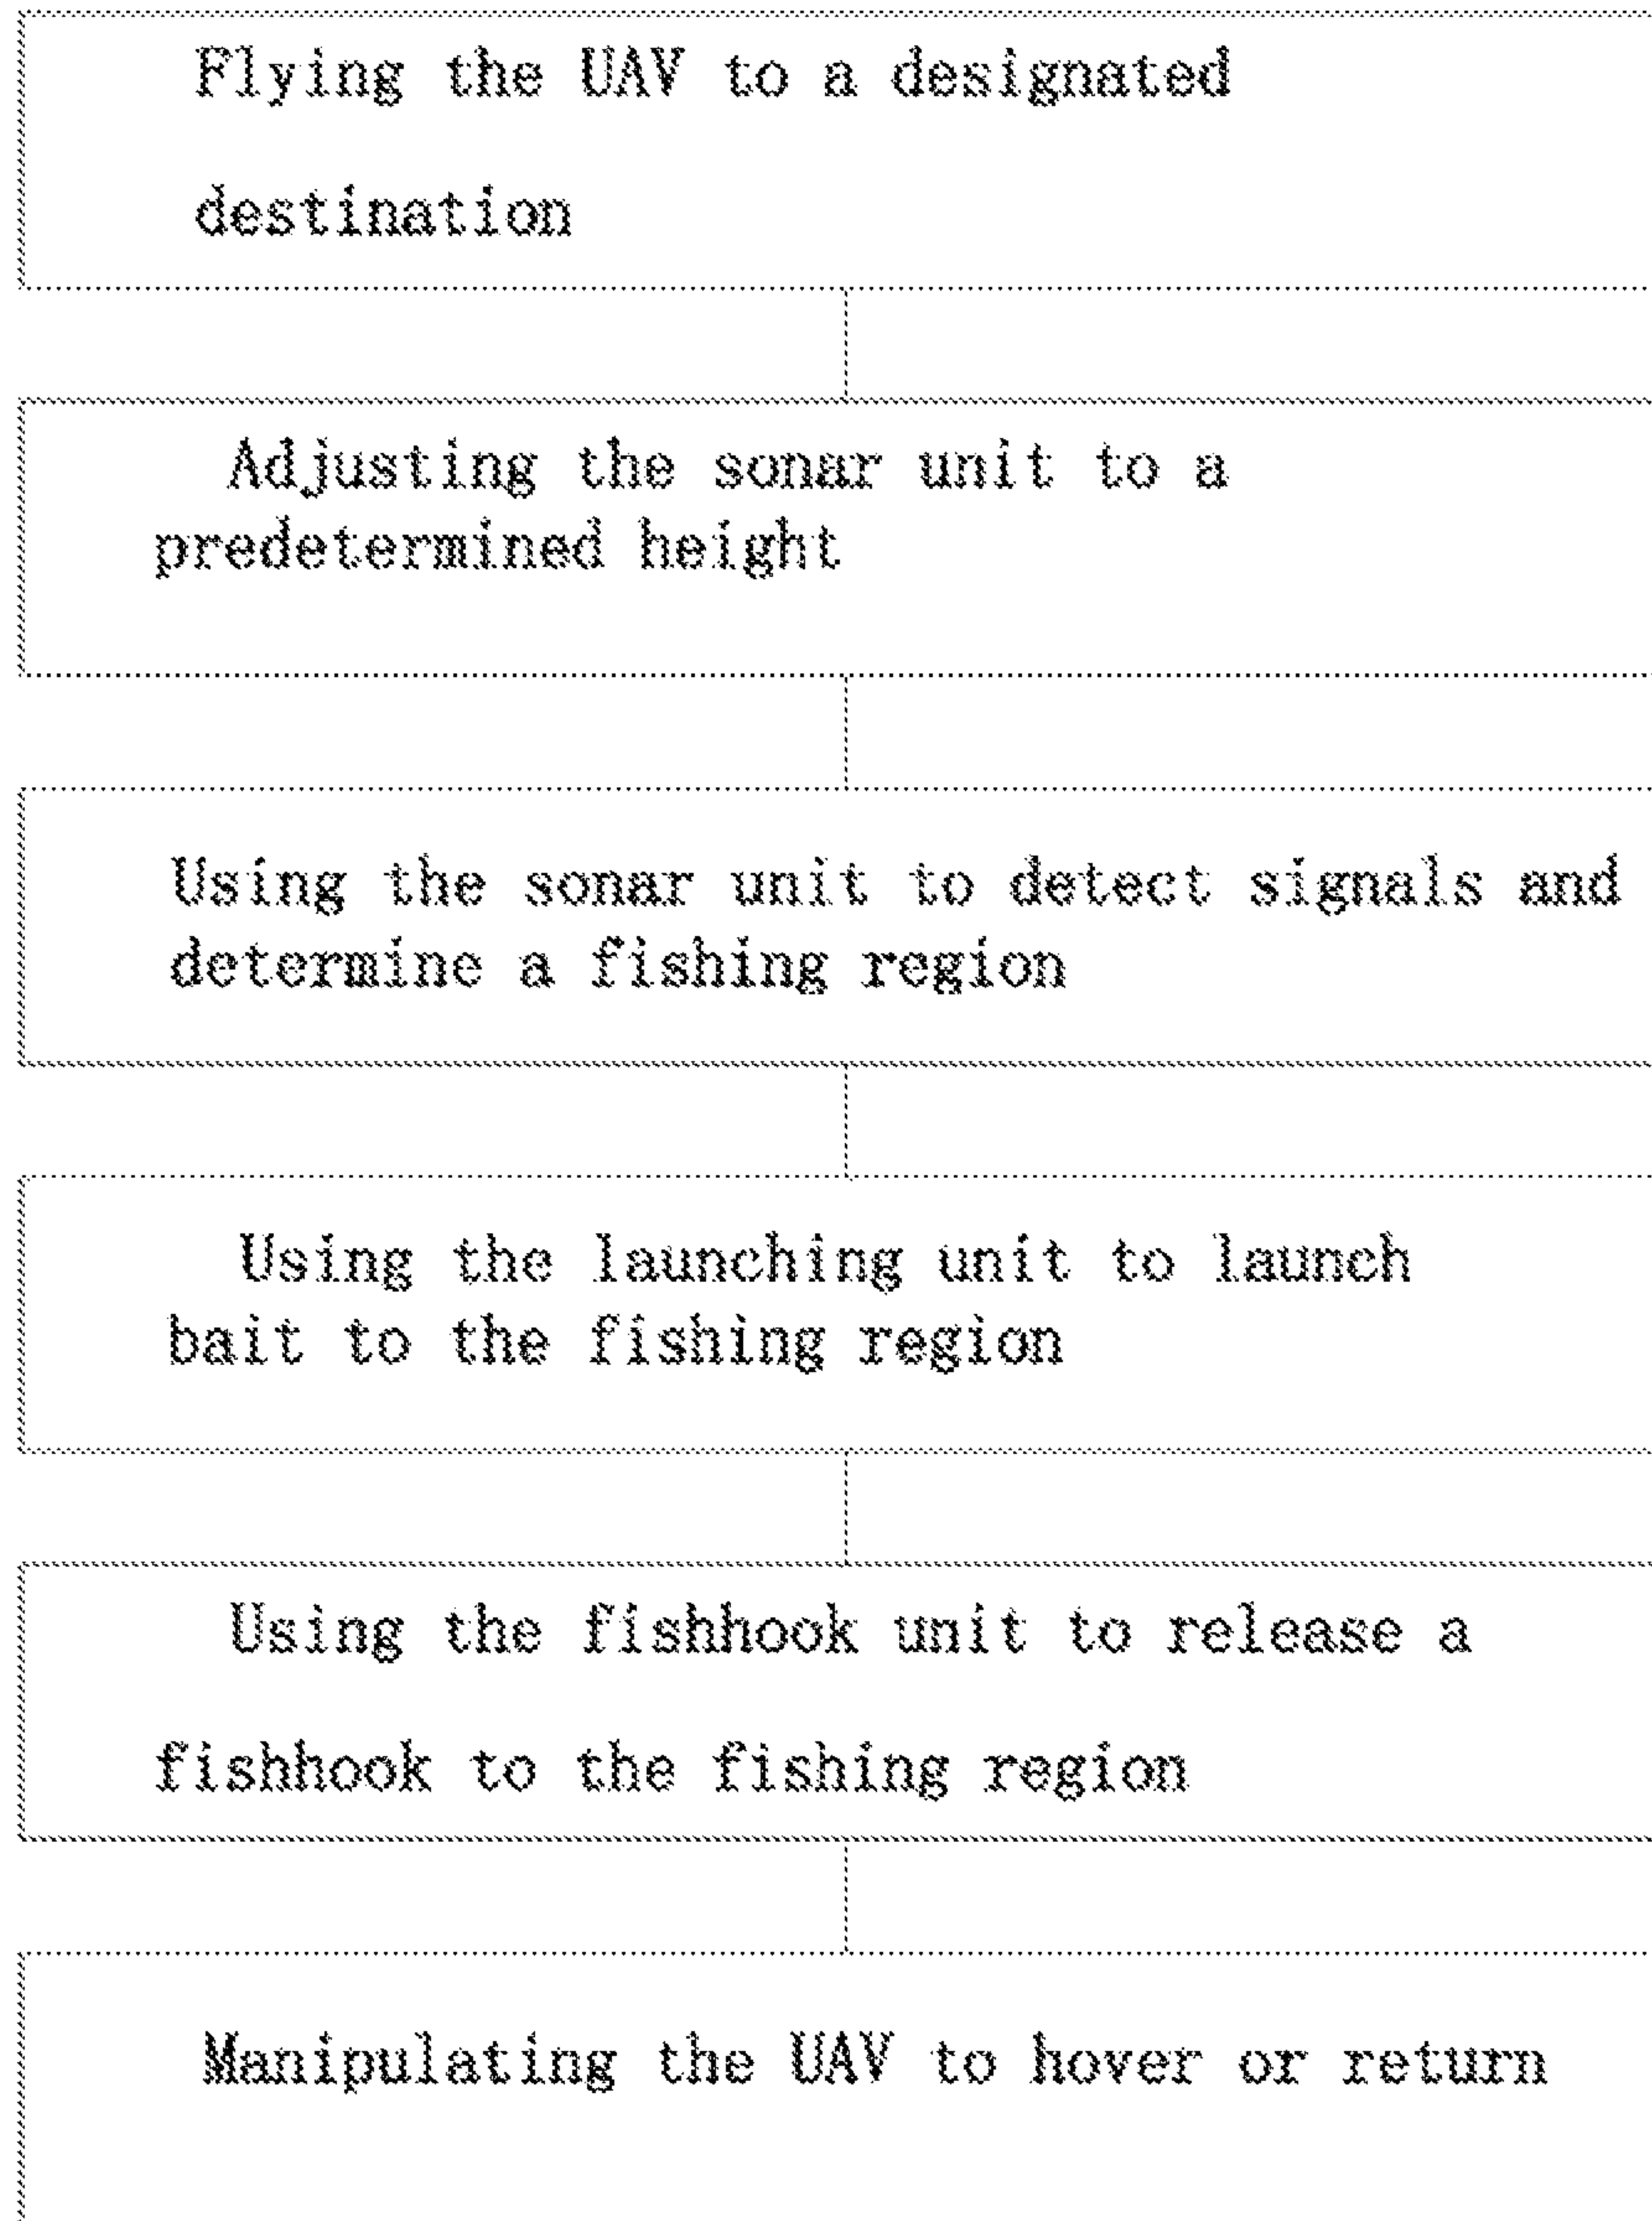 Flying the UAV to a designated
destination
Adjusting the sonar unit to a
predetermined height
Using the sonar unit to detect signals and
determine a fishing region
Using the launching unit to launch
bait to the fishing region
Using the fishhook unit to release a
fishhook to the fishing region
Manipulating the UAV to hover or return